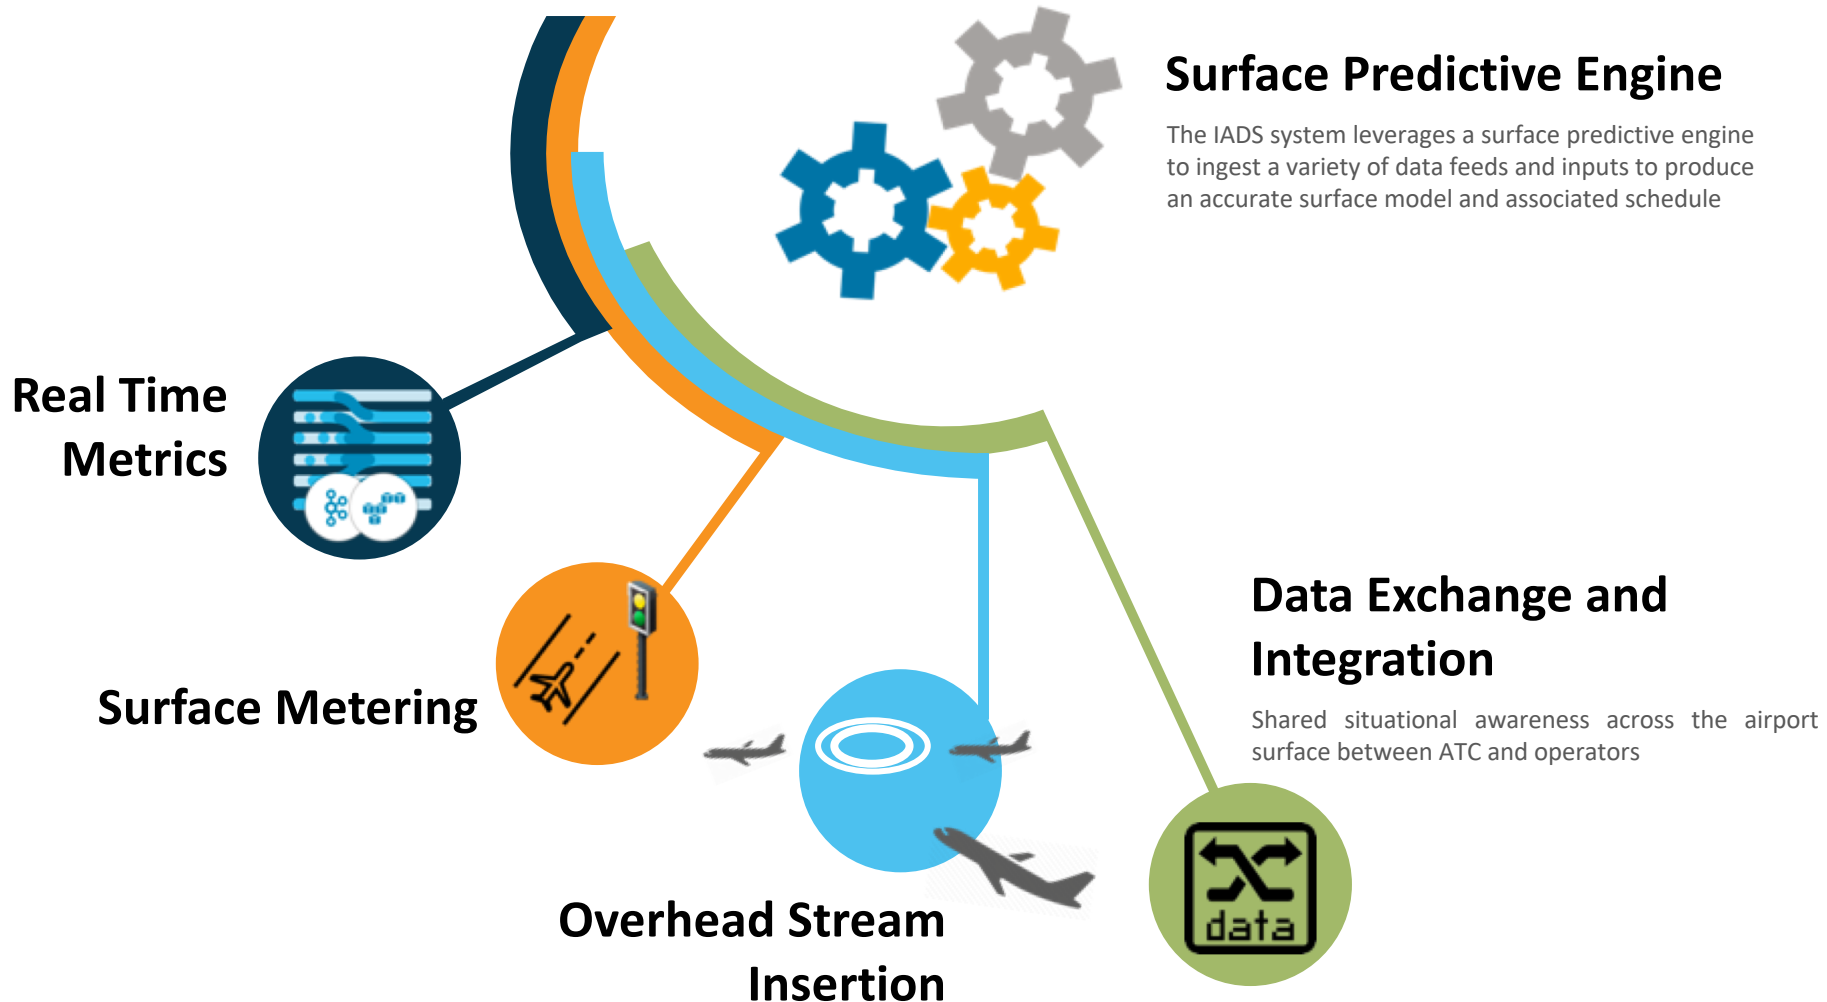 Surface Predictive Engine
The IADS system leverages a surface predictive engine
to ingest a variety of data feeds and inputs to produce
an accurate surface model and associated schedule
Real Time
Metrics
Surface Metering
Overhead Stream
Insertion
Data Exchange and
Integration
Shared situational awareness across the airport
surface between ATC and operators
data